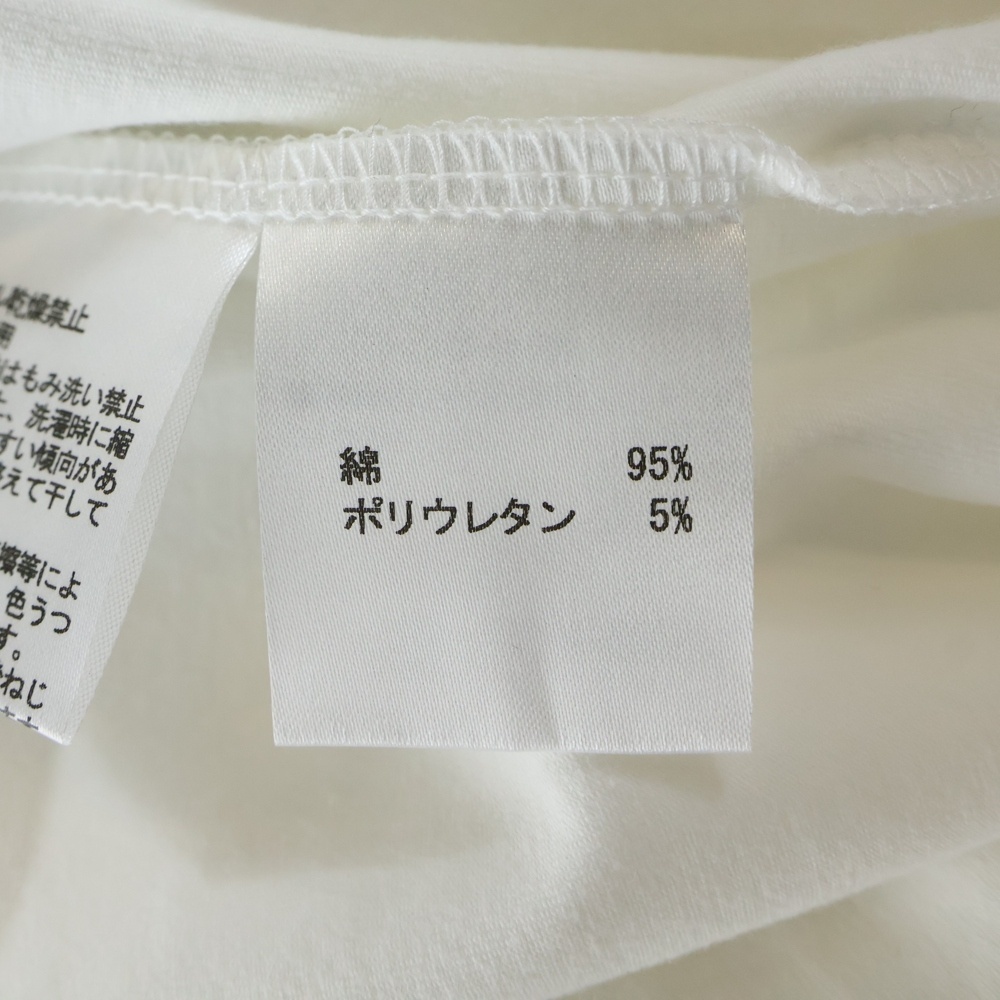 乾燥禁止
はもみ洗い禁止
、洗濯時に縮
すい傾向があ
えて干して
擦等によ
色うつ
す。
ねじ
綿 95%
ポリウレタン 5%